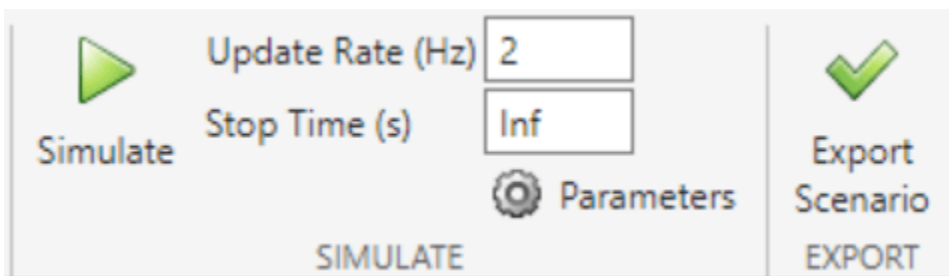 Update Rate (Hz) 2
Stop Time (s) Inf
Simulate
Parameters
SIMULATE
Export
Scenario
EXPORT